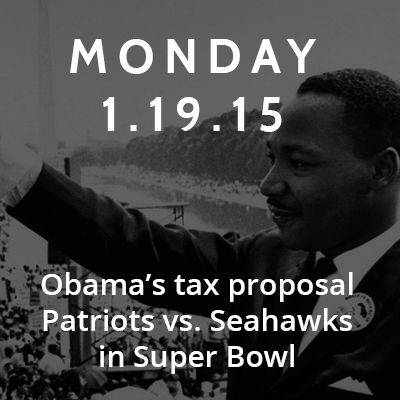 MONDAY
1.19.15
Obama’s tax proposal
Patriots vs. Seahawks
in Super Bowl